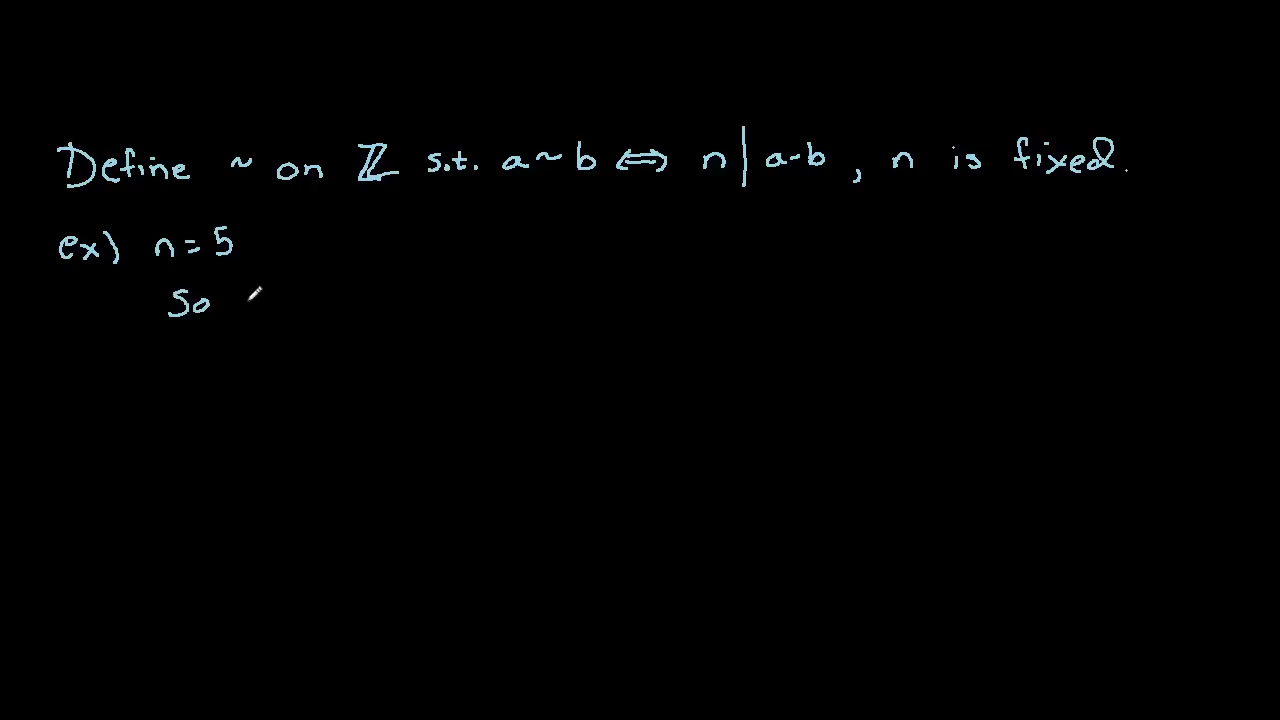 Define ~ on ℤ s.t. a ~ b ⟺ n | a-b , n is fixed.
ex) n = 5
So